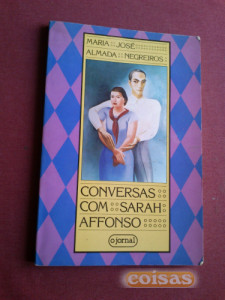 MARIA JOSÉ
ALMADA NEGREIROS
CONVERSAS
COM SARAH
AFFONSO
o jornal
coisas